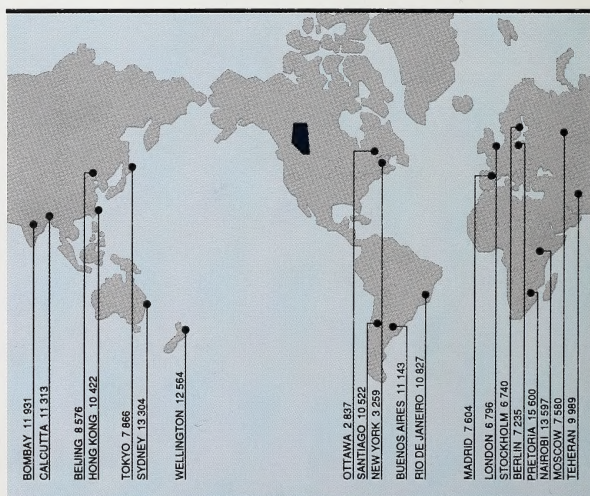 BOMBAY 11 931
CALCUTTA 11 313
BEIJING 8 576
HONG KONG 10 422
TOKYO 7 866
SYDNEY 13 304
WELLINGTON 12 564
OTTAWA 2 837
SANTIAGO 10 522
NEW YORK 3 259
BUENOS AIRES 11 143
RIO DE JANEIRO 10 827
MADRID 7 604
LONDON 6 796
STOCKHOLM 6 740
BERLIN 7 235
PRETORIA 15 600
NAIROBI 13 597
MOSCOW 7 580
TEHERAN 9 989